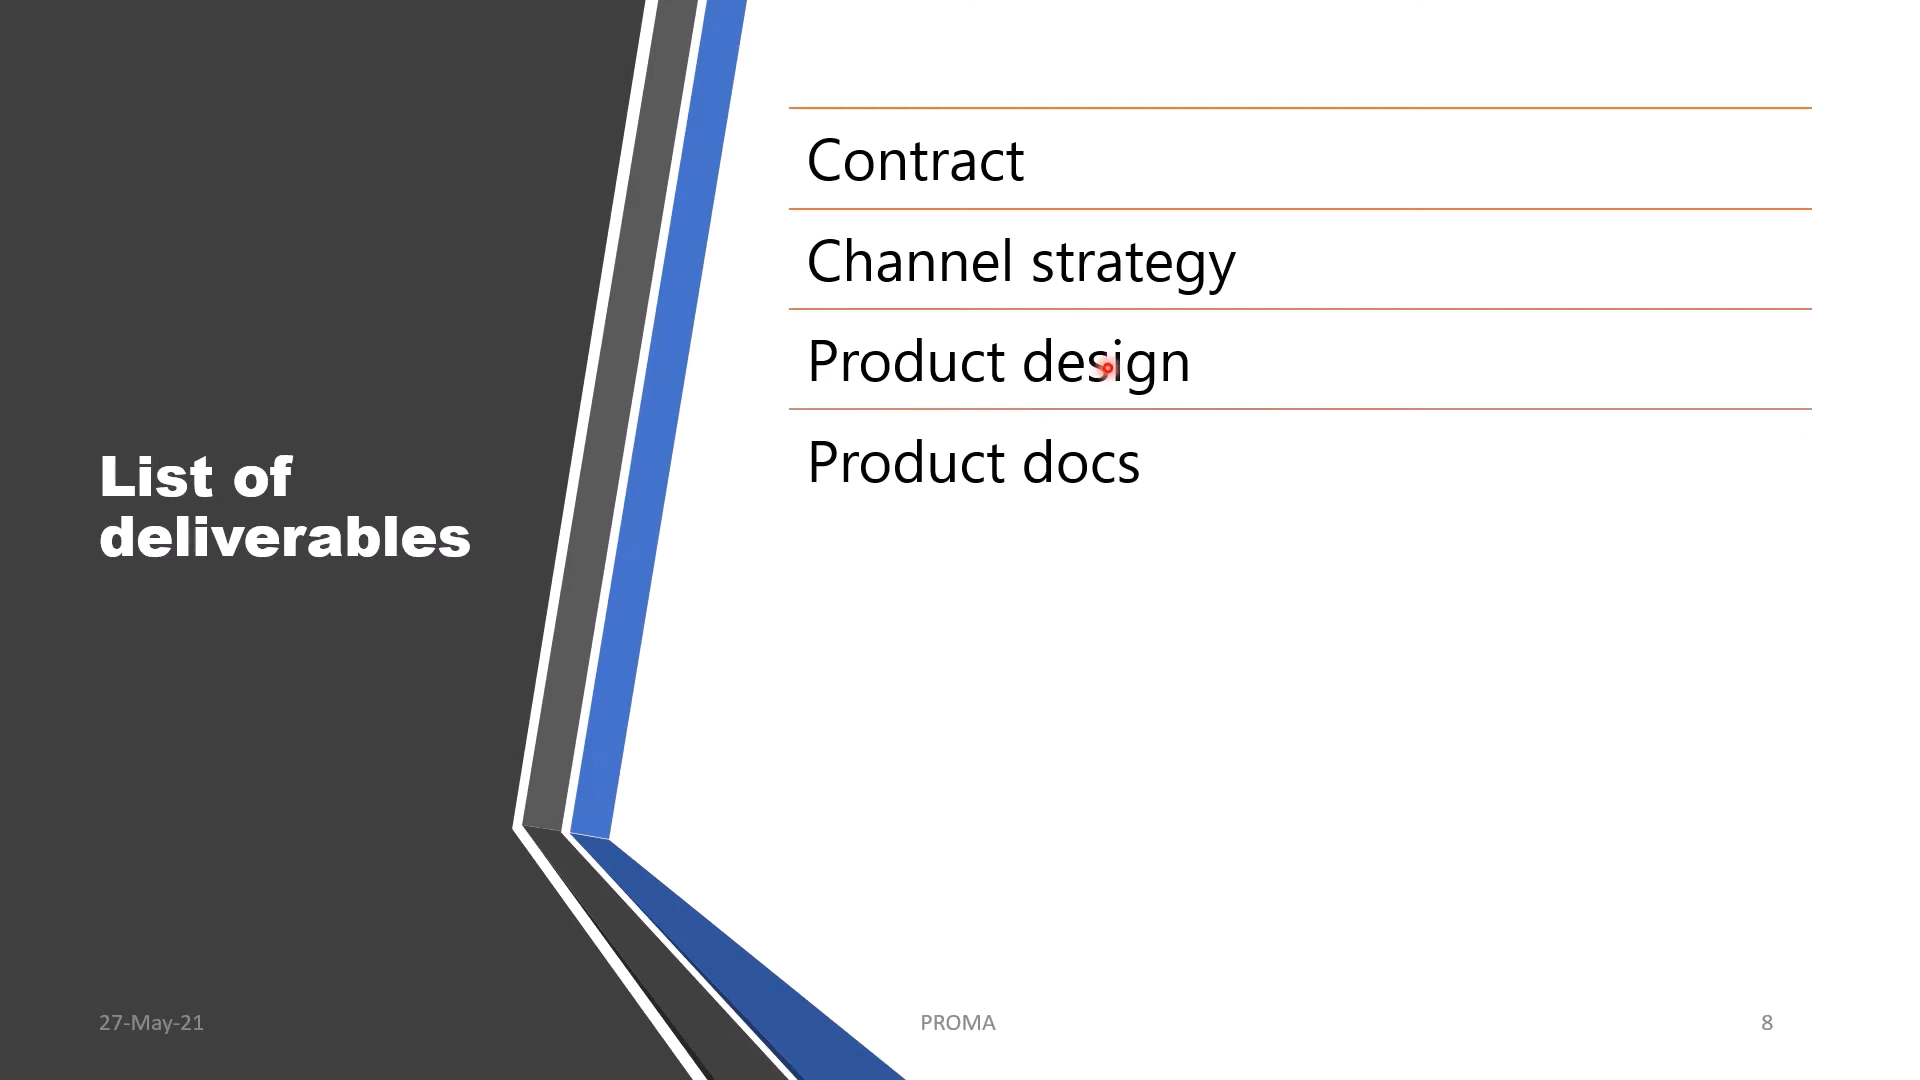 List of
deliverables
Contract
Channel strategy
Product design
Product docs
27-May-21
PROMA
8